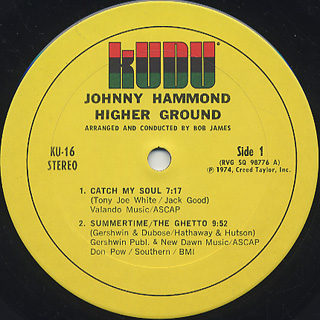 KUDU®
JOHNNY HAMMOND
HIGHER GROUND
ARRANGED AND CONDUCTED BY BOB JAMES
KU-16
STEREO
Side 1
(RVG SQ 98776 A)
℗ 1974, Creed Taylor, Inc.
1. CATCH MY SOUL 7:17
(Tony Joe White / Jack Good)
Valando Music/ASCAP
2. SUMMERTIME/THE GHETTO 9:52
(Gershwin & Dubose/Hathaway & Hutson)
Gershwin Publ. & New Dawn Music/ASCAP
Don Pow / Southern / BMI